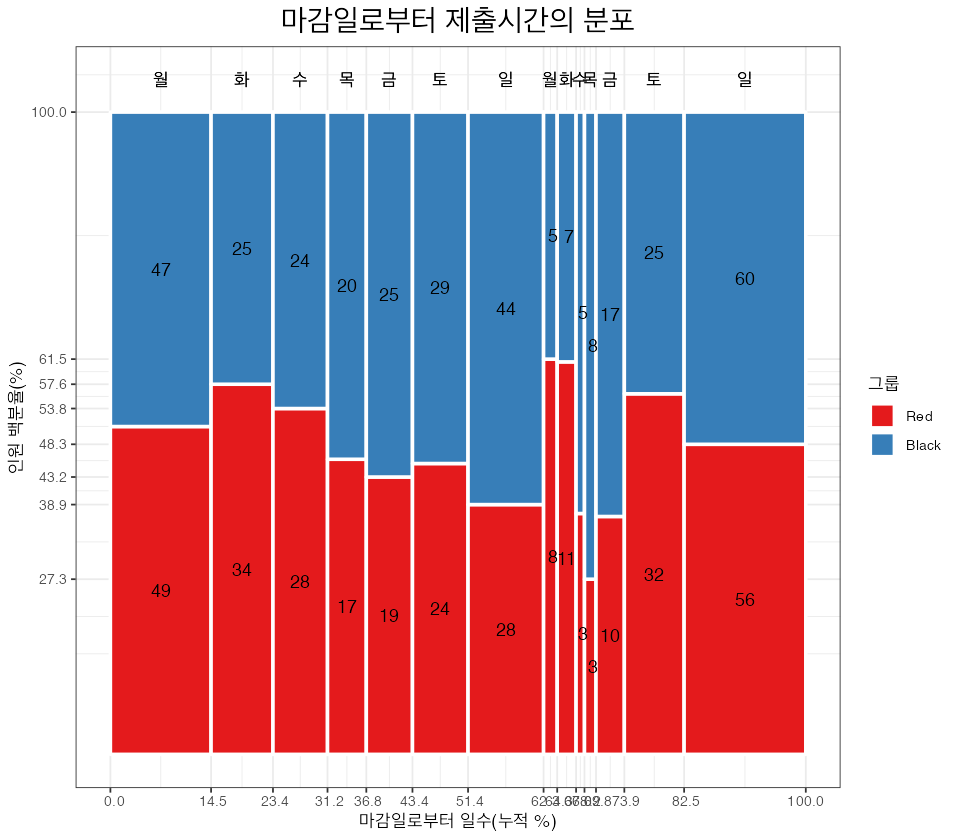 마감일로부터 제출시간의 분포
월 화 수 목 금 토 일 월 화 수 목 금 토 일
100.0
61.5
57.6
53.8
48.3
43.2
38.9
27.3
인원 백분율(%)
47 25 24 20 25 29 44 5 7 5 8 17 25 60
49 34 28 17 19 24 28 8 11 3 3 10 32 56
0.0 14.5 23.4 31.2 36.8 43.4 51.4 73.9 82.5 100.0
마감일로부터 일수(누적 %)
그룹
Red
Black